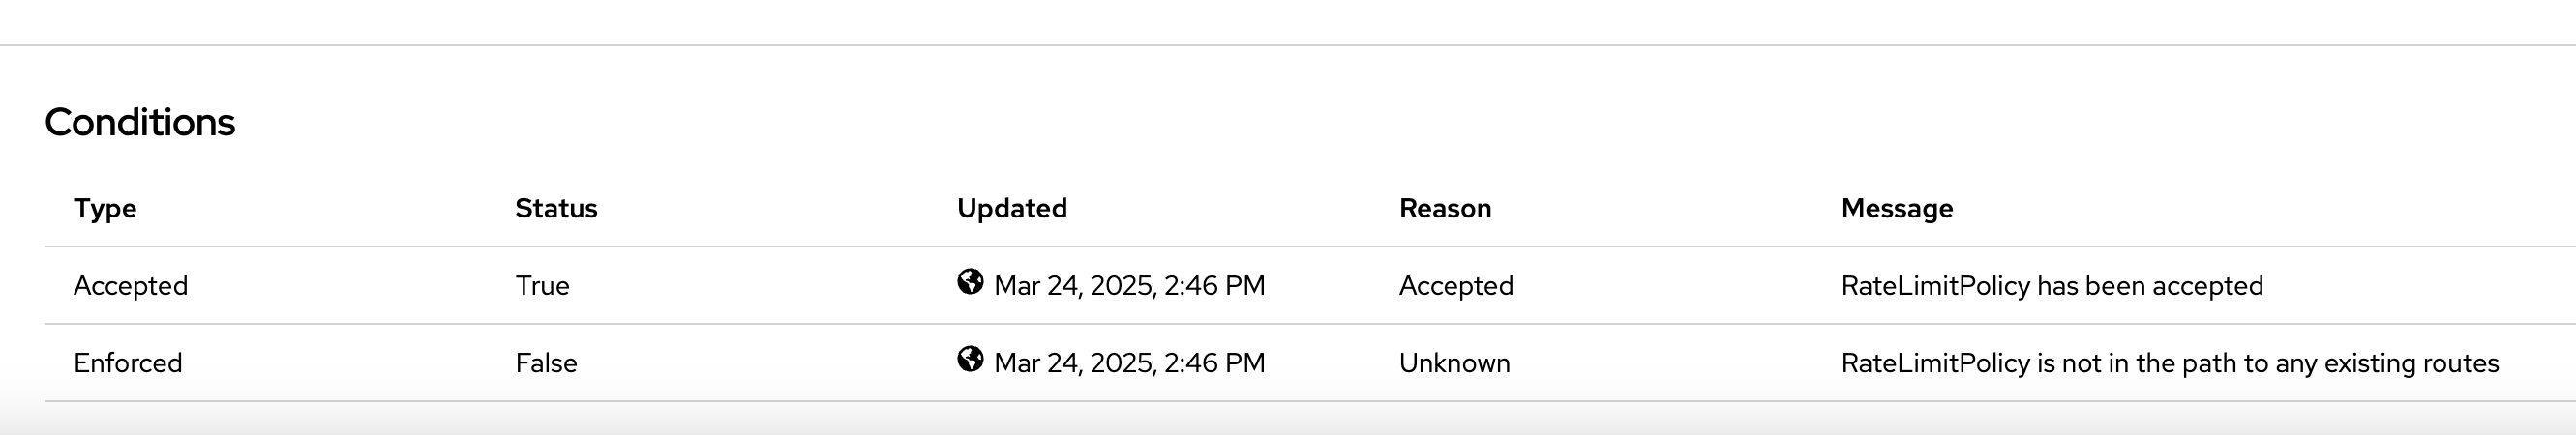 Conditions
Type Status Updated Reason Message
Accepted True Mar 24, 2025, 2:46 PM Accepted RateLimitPolicy has been accepted
Enforced False Mar 24, 2025, 2:46 PM Unknown RateLimitPolicy is not in the path to any existing routes